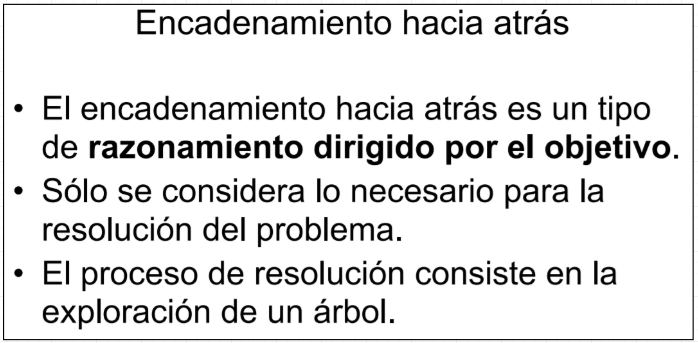 Encadenamiento hacia atrás
• El encadenamiento hacia atrás es un tipo
de razonamiento dirigido por el objetivo.
• Sólo se considera lo necesario para la
resolución del problema.
• El proceso de resolución consiste en la
exploración de un árbol.